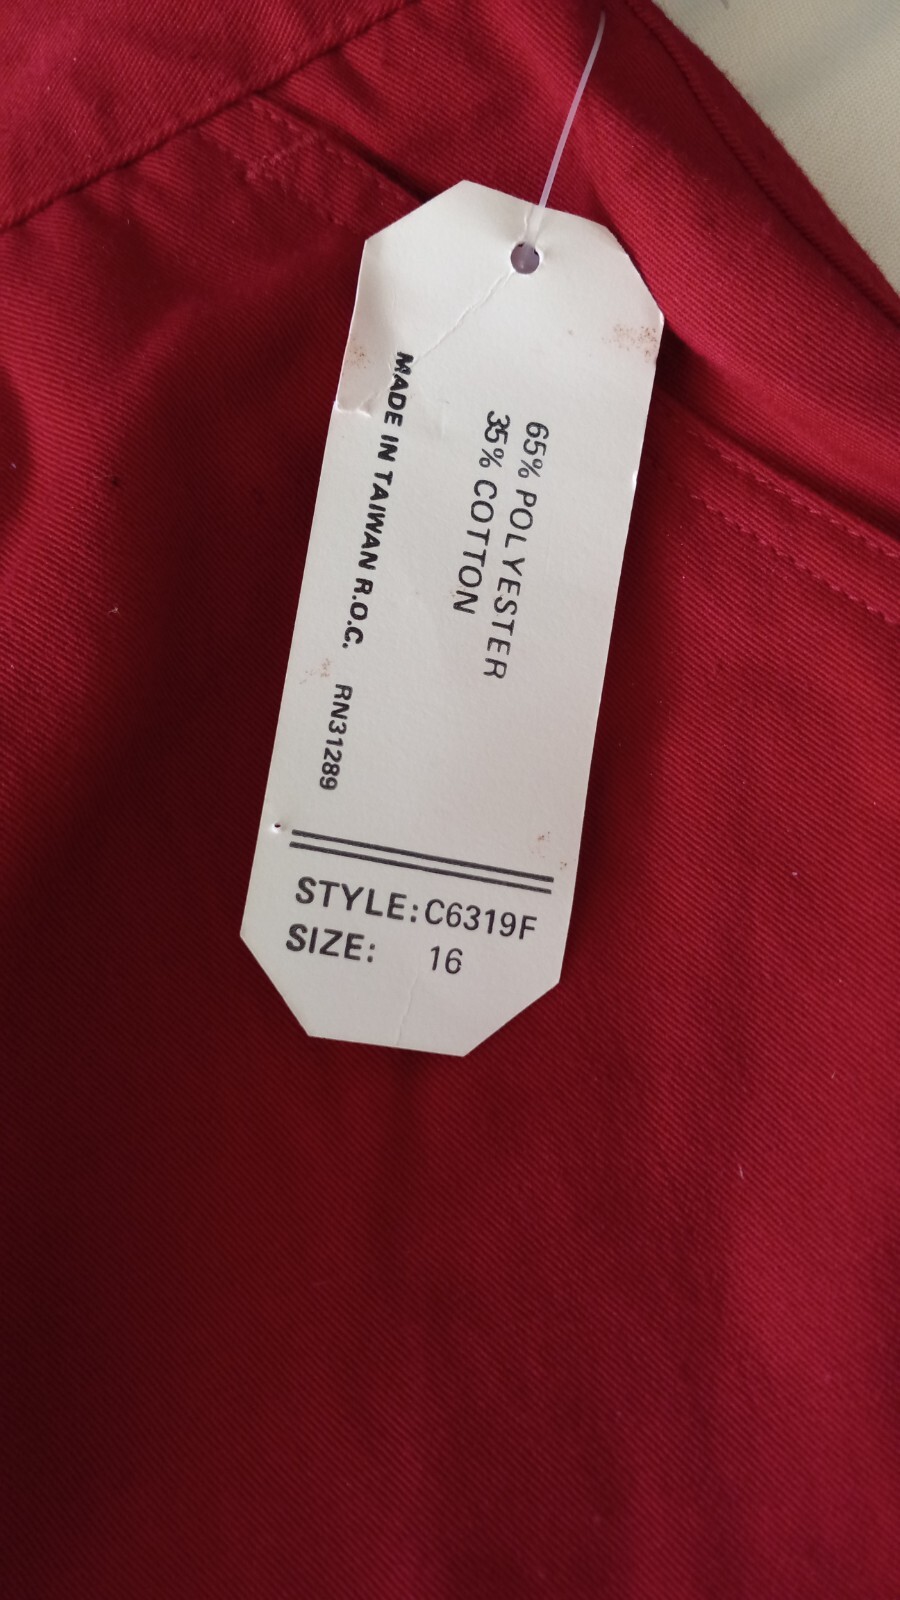 65% POLYESTER
35% COTTON
MADE IN TAIWAN R.O.C. RN31289
STYLE: C6319F
SIZE: 16